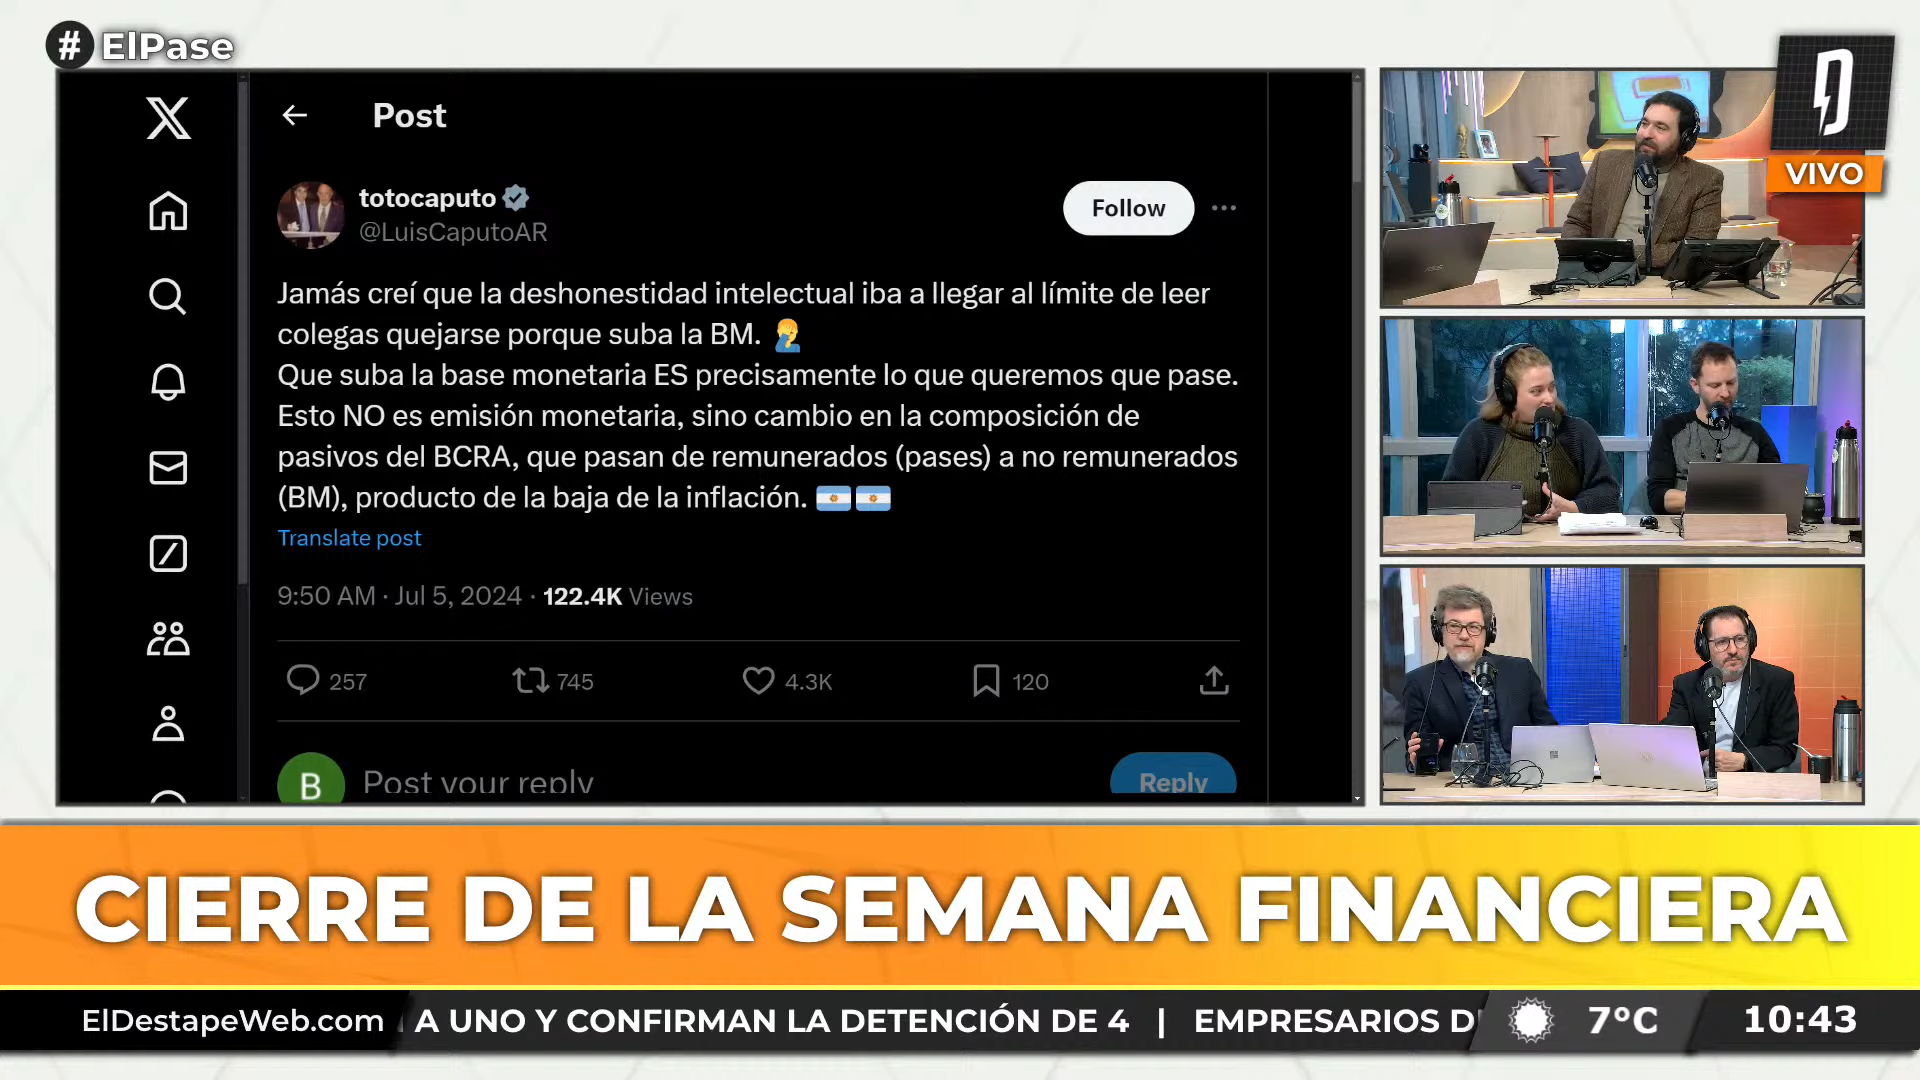 # ElPase
Post
totocaputo
@LuisCaputoAR
Follow
Jamás creí que la deshonestidad intelectual iba a llegar al límite de leer
colegas quejarse porque suba la BM. 🤦‍♂️
Que suba la base monetaria ES precisamente lo que queremos que pase.
Esto NO es emisión monetaria, sino cambio en la composición de
pasivos del BCRA, que pasan de remunerados (pases) a no remunerados
(BM), producto de la baja de la inflación. 🇦🇷🇦🇷
Translate post
9:50 AM · Jul 5, 2024 · 122.4K Views
257 745 4.3K 120
B Post your reply Reply
VIVO
CIERRE DE LA SEMANA FINANCIERA
ElDestapeWeb.com A UNO Y CONFIRMAN LA DETENCIÓN DE 4 | EMPRESARIOS 7°C 10:43